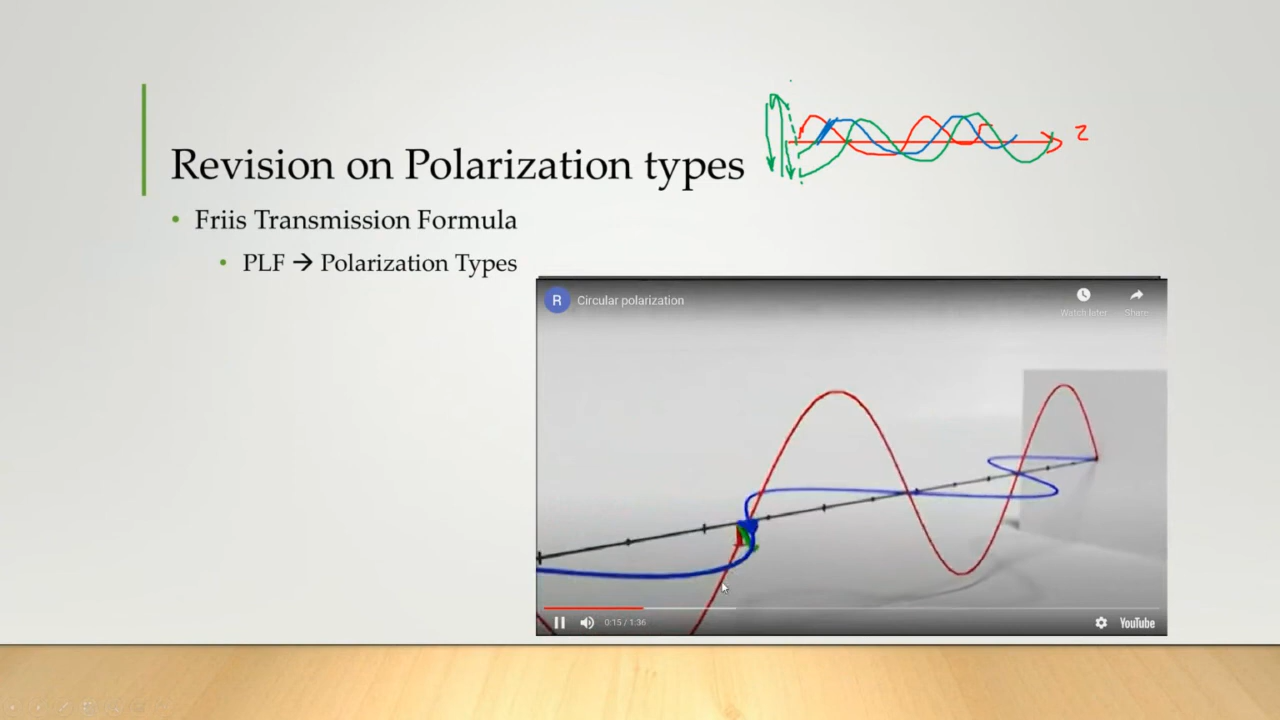 Revision on Polarization types
z
• Friis Transmission Formula
• PLF → Polarization Types
R Circular polarization
Watch later
Share
0:15 / 1:36
YouTube